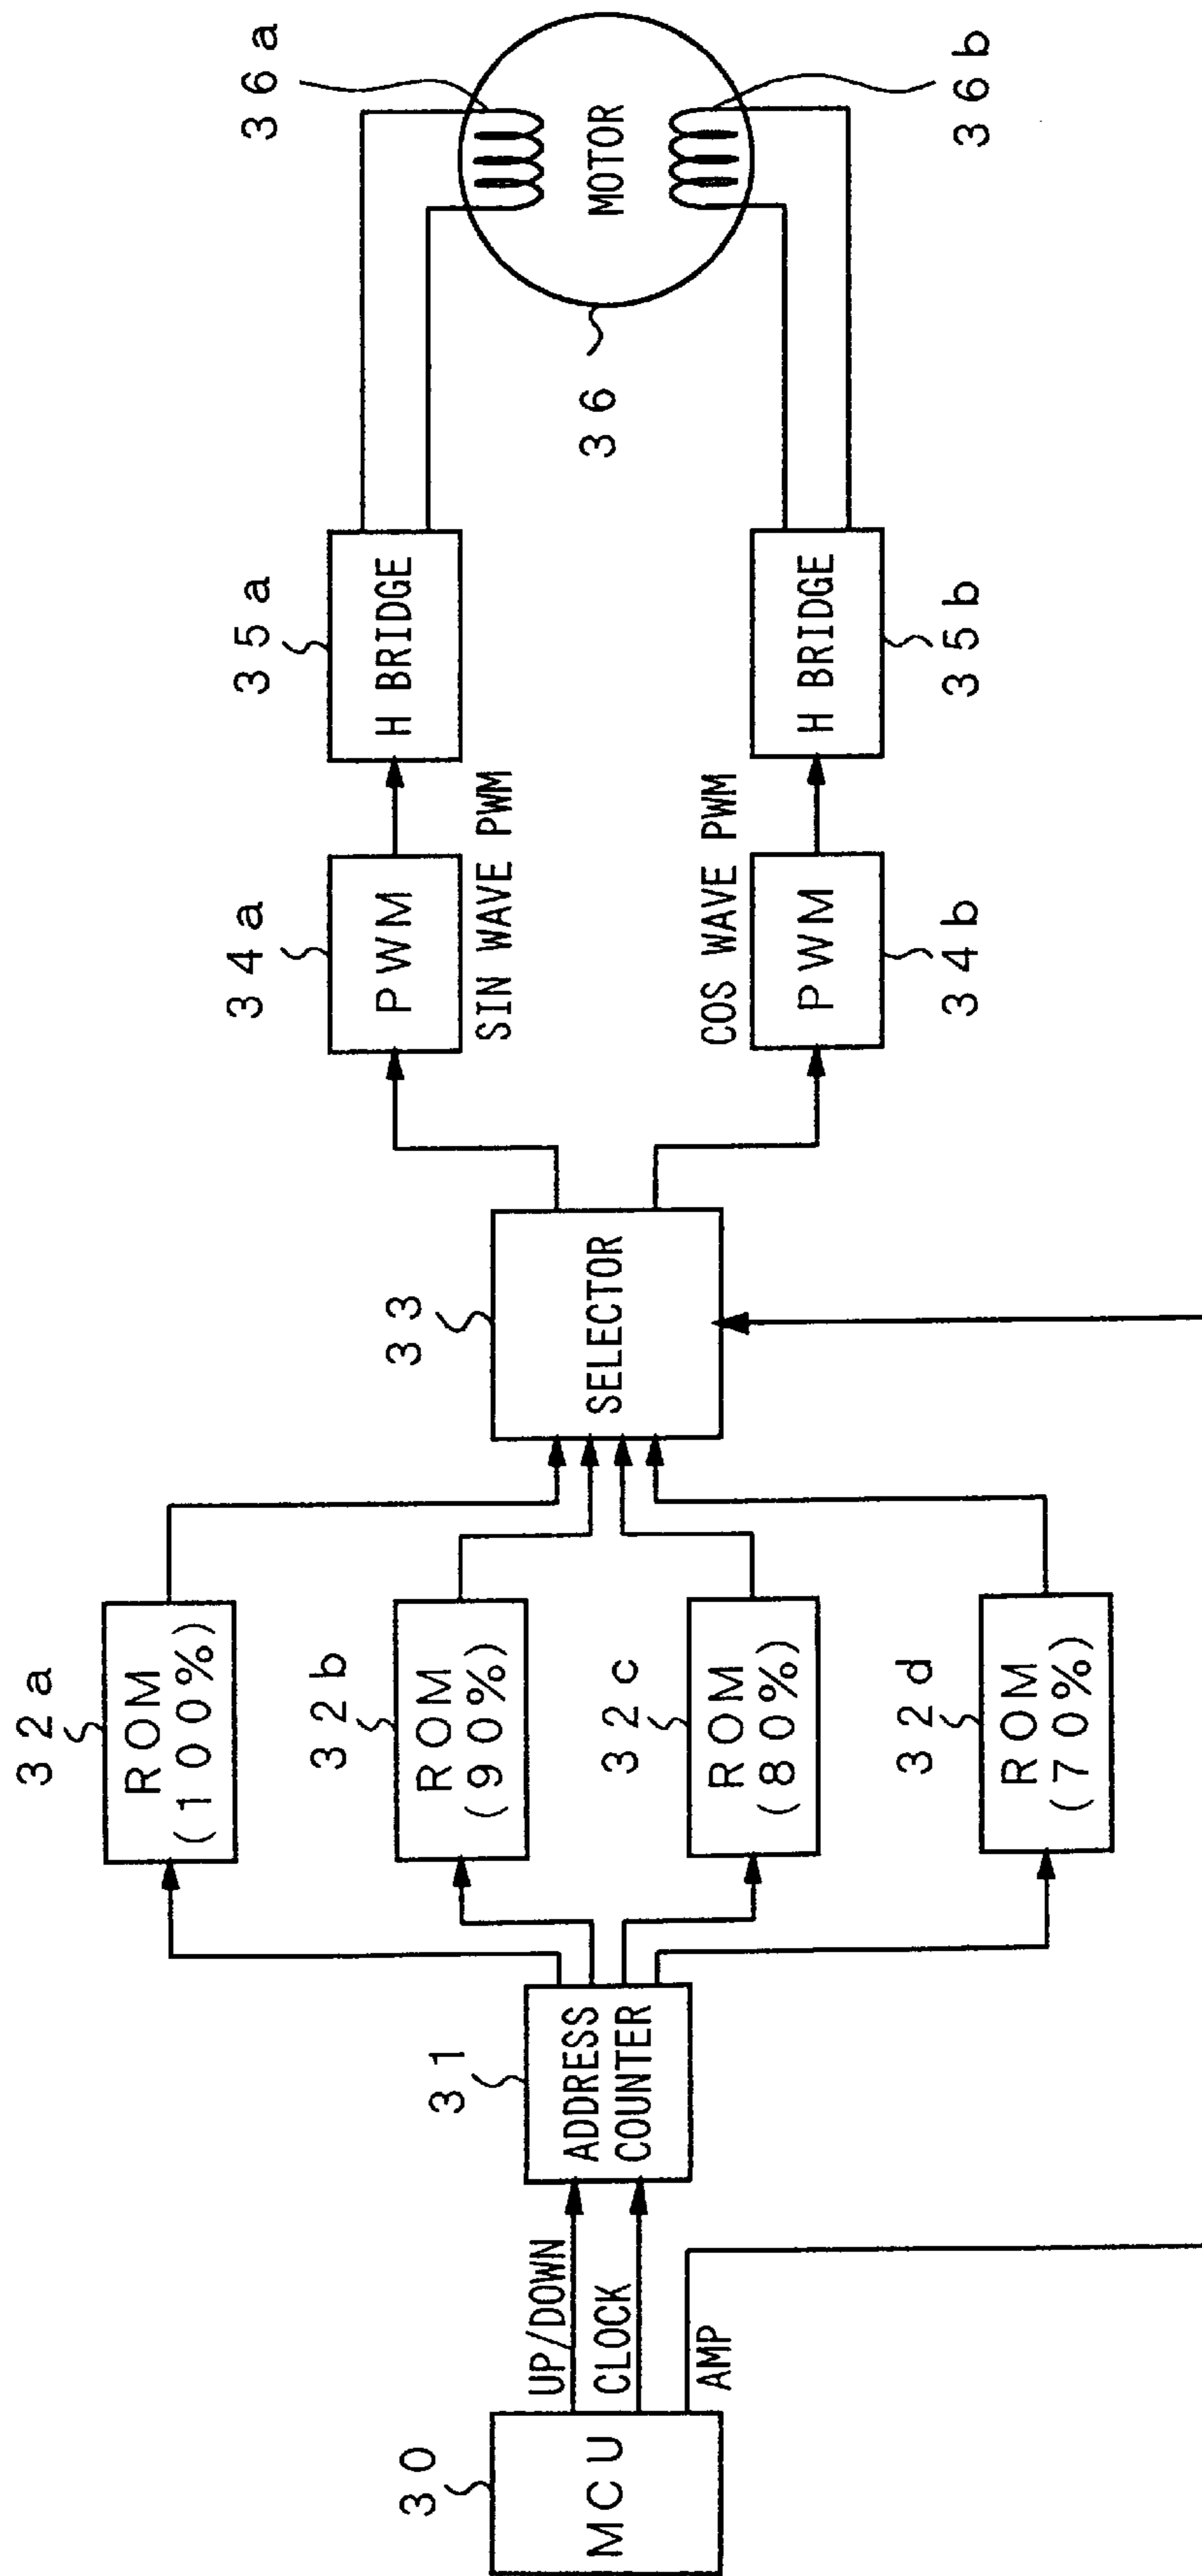 30
MCU
UP/DOWN
CLOCK
AMP
31
ADDRESS
COUNTER
32a
ROM
(100%)
32b
ROM
(90%)
32c
ROM
(80%)
32d
ROM
(70%)
33
SELECTOR
34a
PWM
SIN WAVE PWM
COS WAVE PWM
PWM
34b
35a
H BRIDGE
H BRIDGE
35b
36
MOTOR
36a
36b